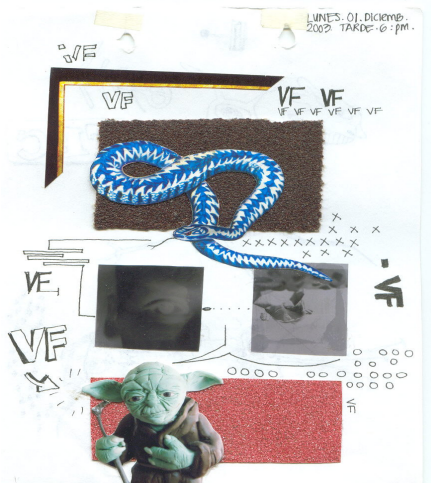 LUNES. 01. DICIEMB.
2003. TARDE. 6:pm.
VF
VF
VF VF
VF VF VF VF VF VF
VF
VF
VF
VF